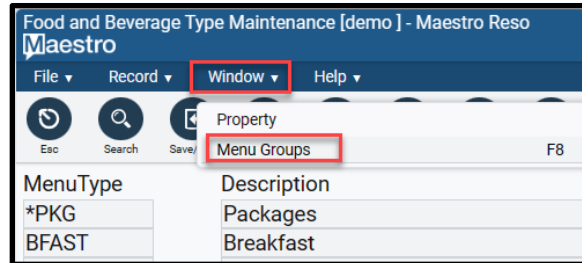 Food and Beverage Type Maintenance [demo ] - Maestro Reso
Maestro
File ▾ Record ▾ Window ▾ Help ▾
Property
Esc Search Save/ Menu Groups F8
MenuType Description
*PKG Packages
BFAST Breakfast